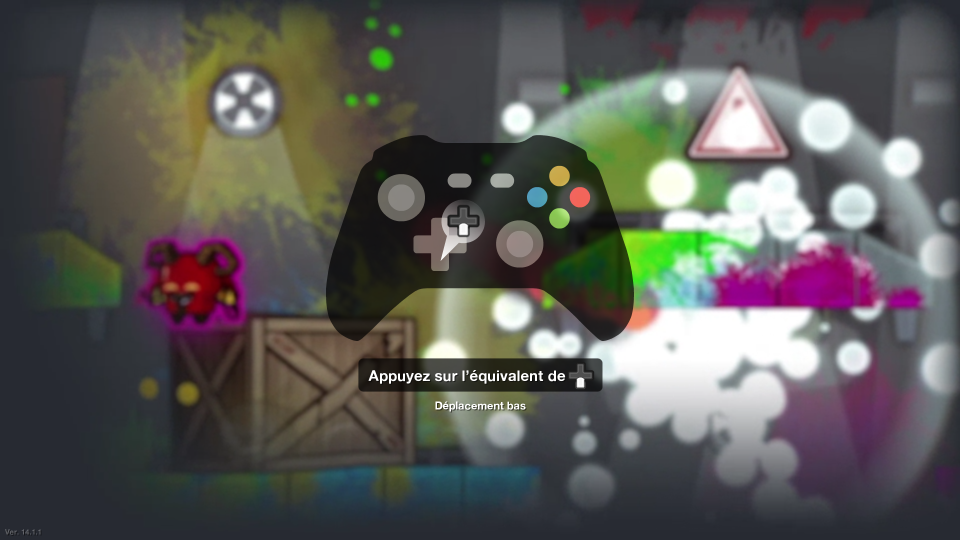 Appuyez sur l'équivalent de
Déplacement bas
Ver. 14.1.1